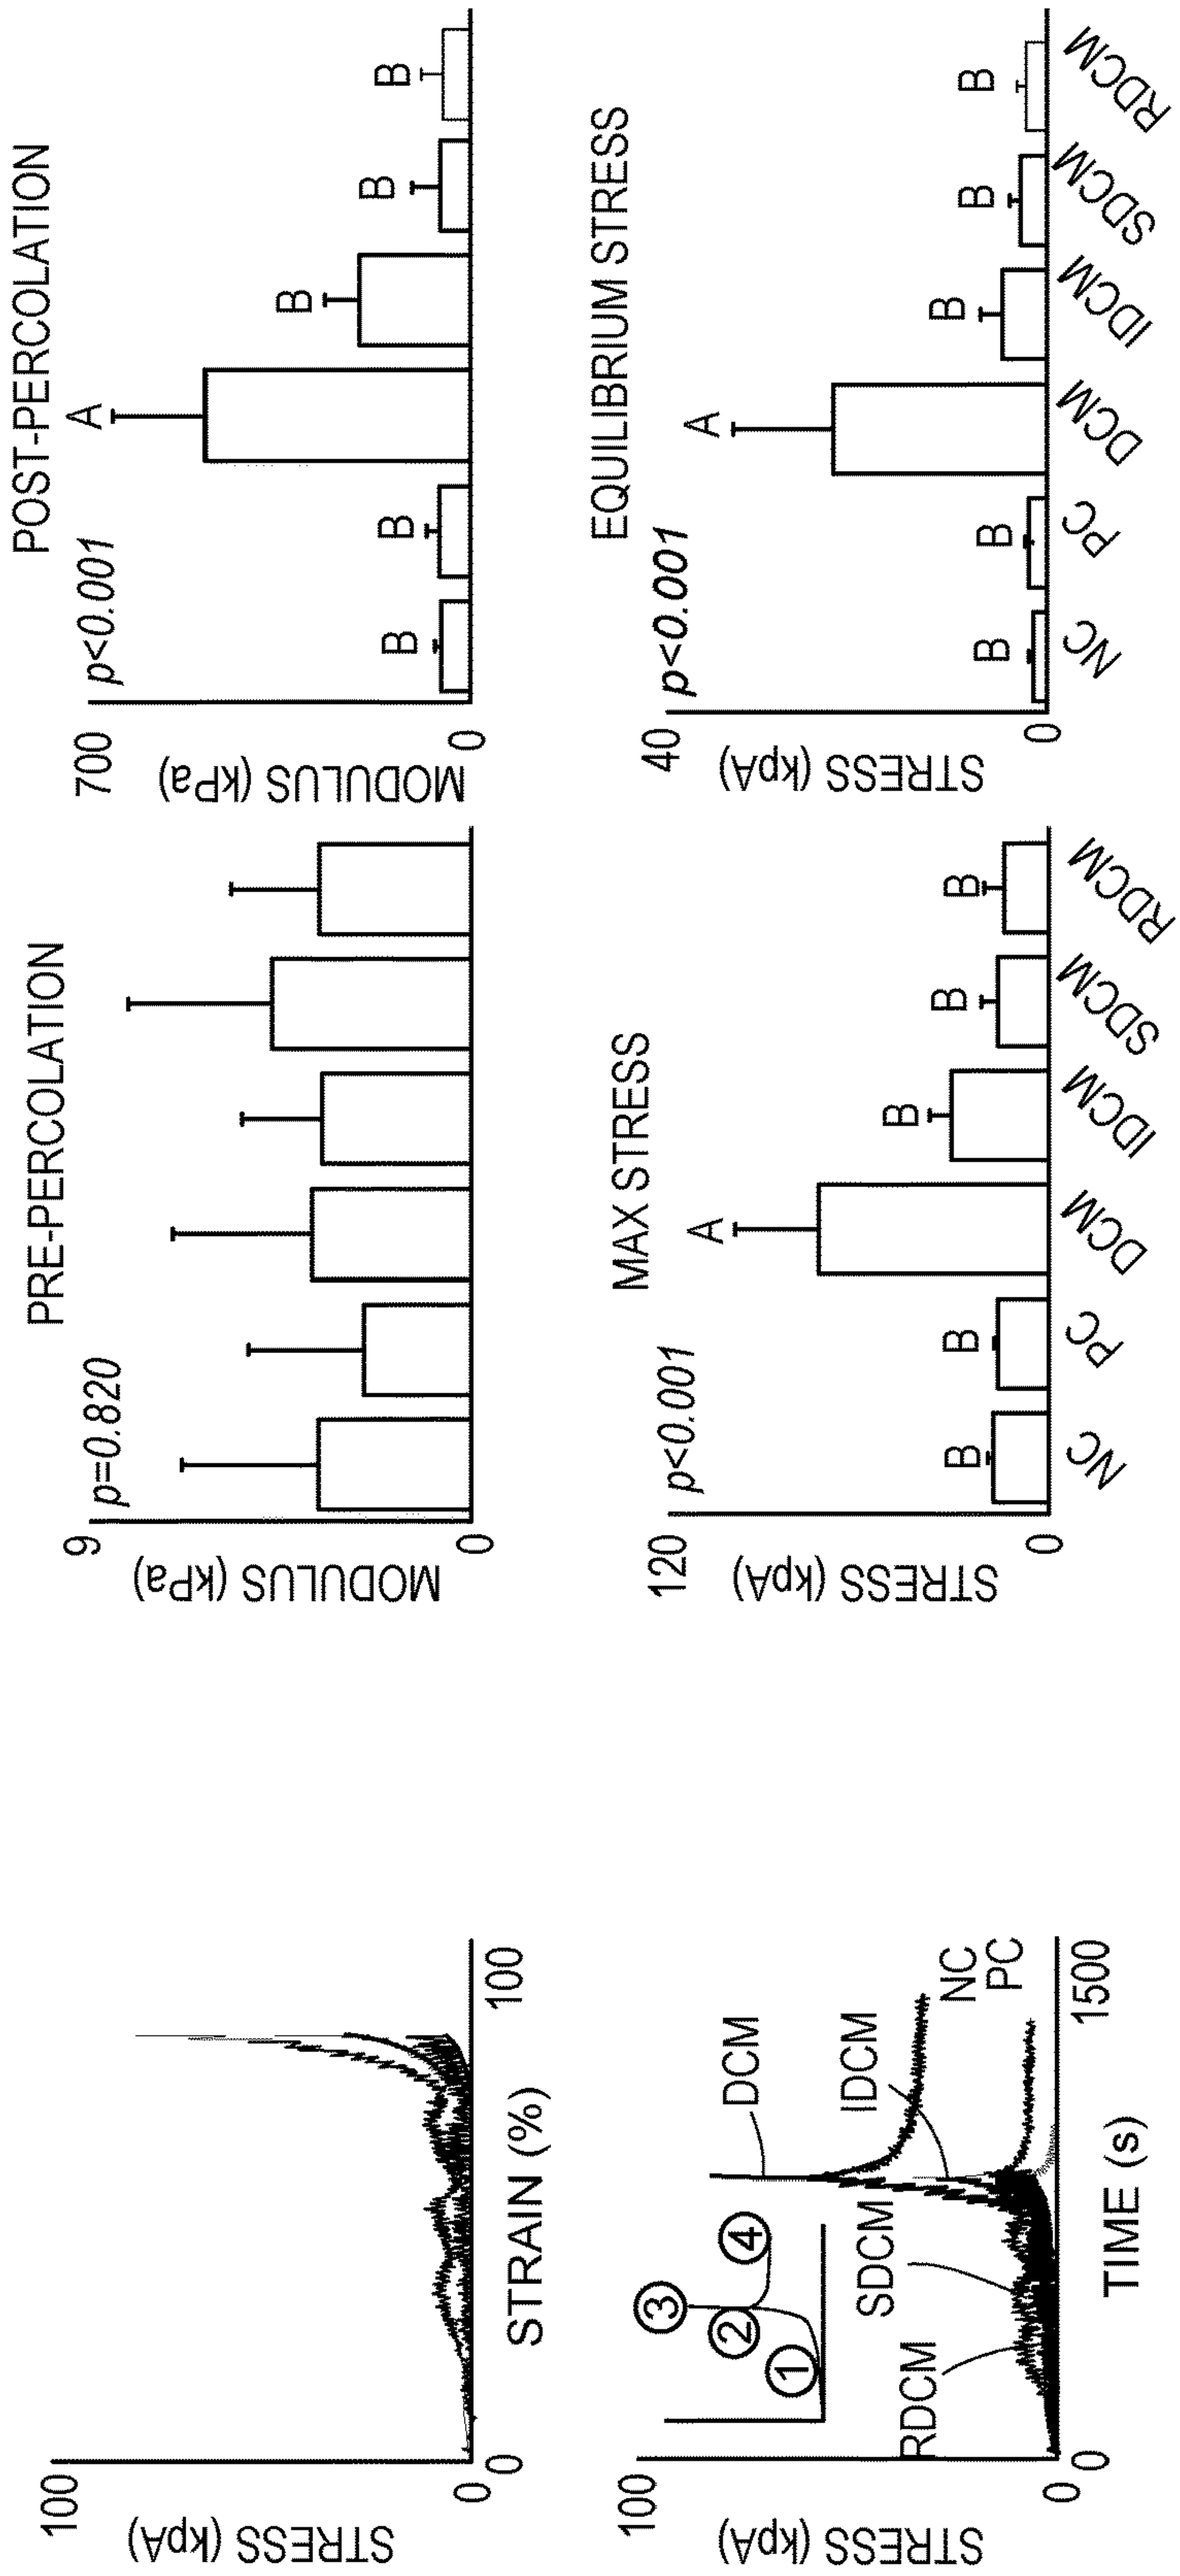 100
STRESS (kpA)
0
0
100
STRAIN (%)
100
STRESS (kpA)
0
0
1500
TIME (s)
1
2
3
4
RDCM
SDCM
DCM
IDCM
NC
PC
PRE-PERCOLATION
9
p=0.820
MODULUS (kPa)
0
POST-PERCOLATION
700
p<0.001
MODULUS (kPa)
0
B
B
A
B
B
B
MAX STRESS
120
p<0.001
STRESS (kpA)
0
B
B
A
B
B
B
NC
PC
DCM
IDCM
SDCM
RDCM
EQUILIBRIUM STRESS
40
p<0.001
STRESS (kpA)
0
B
B
A
B
B
B
NC
PC
DCM
IDCM
SDCM
RDCM